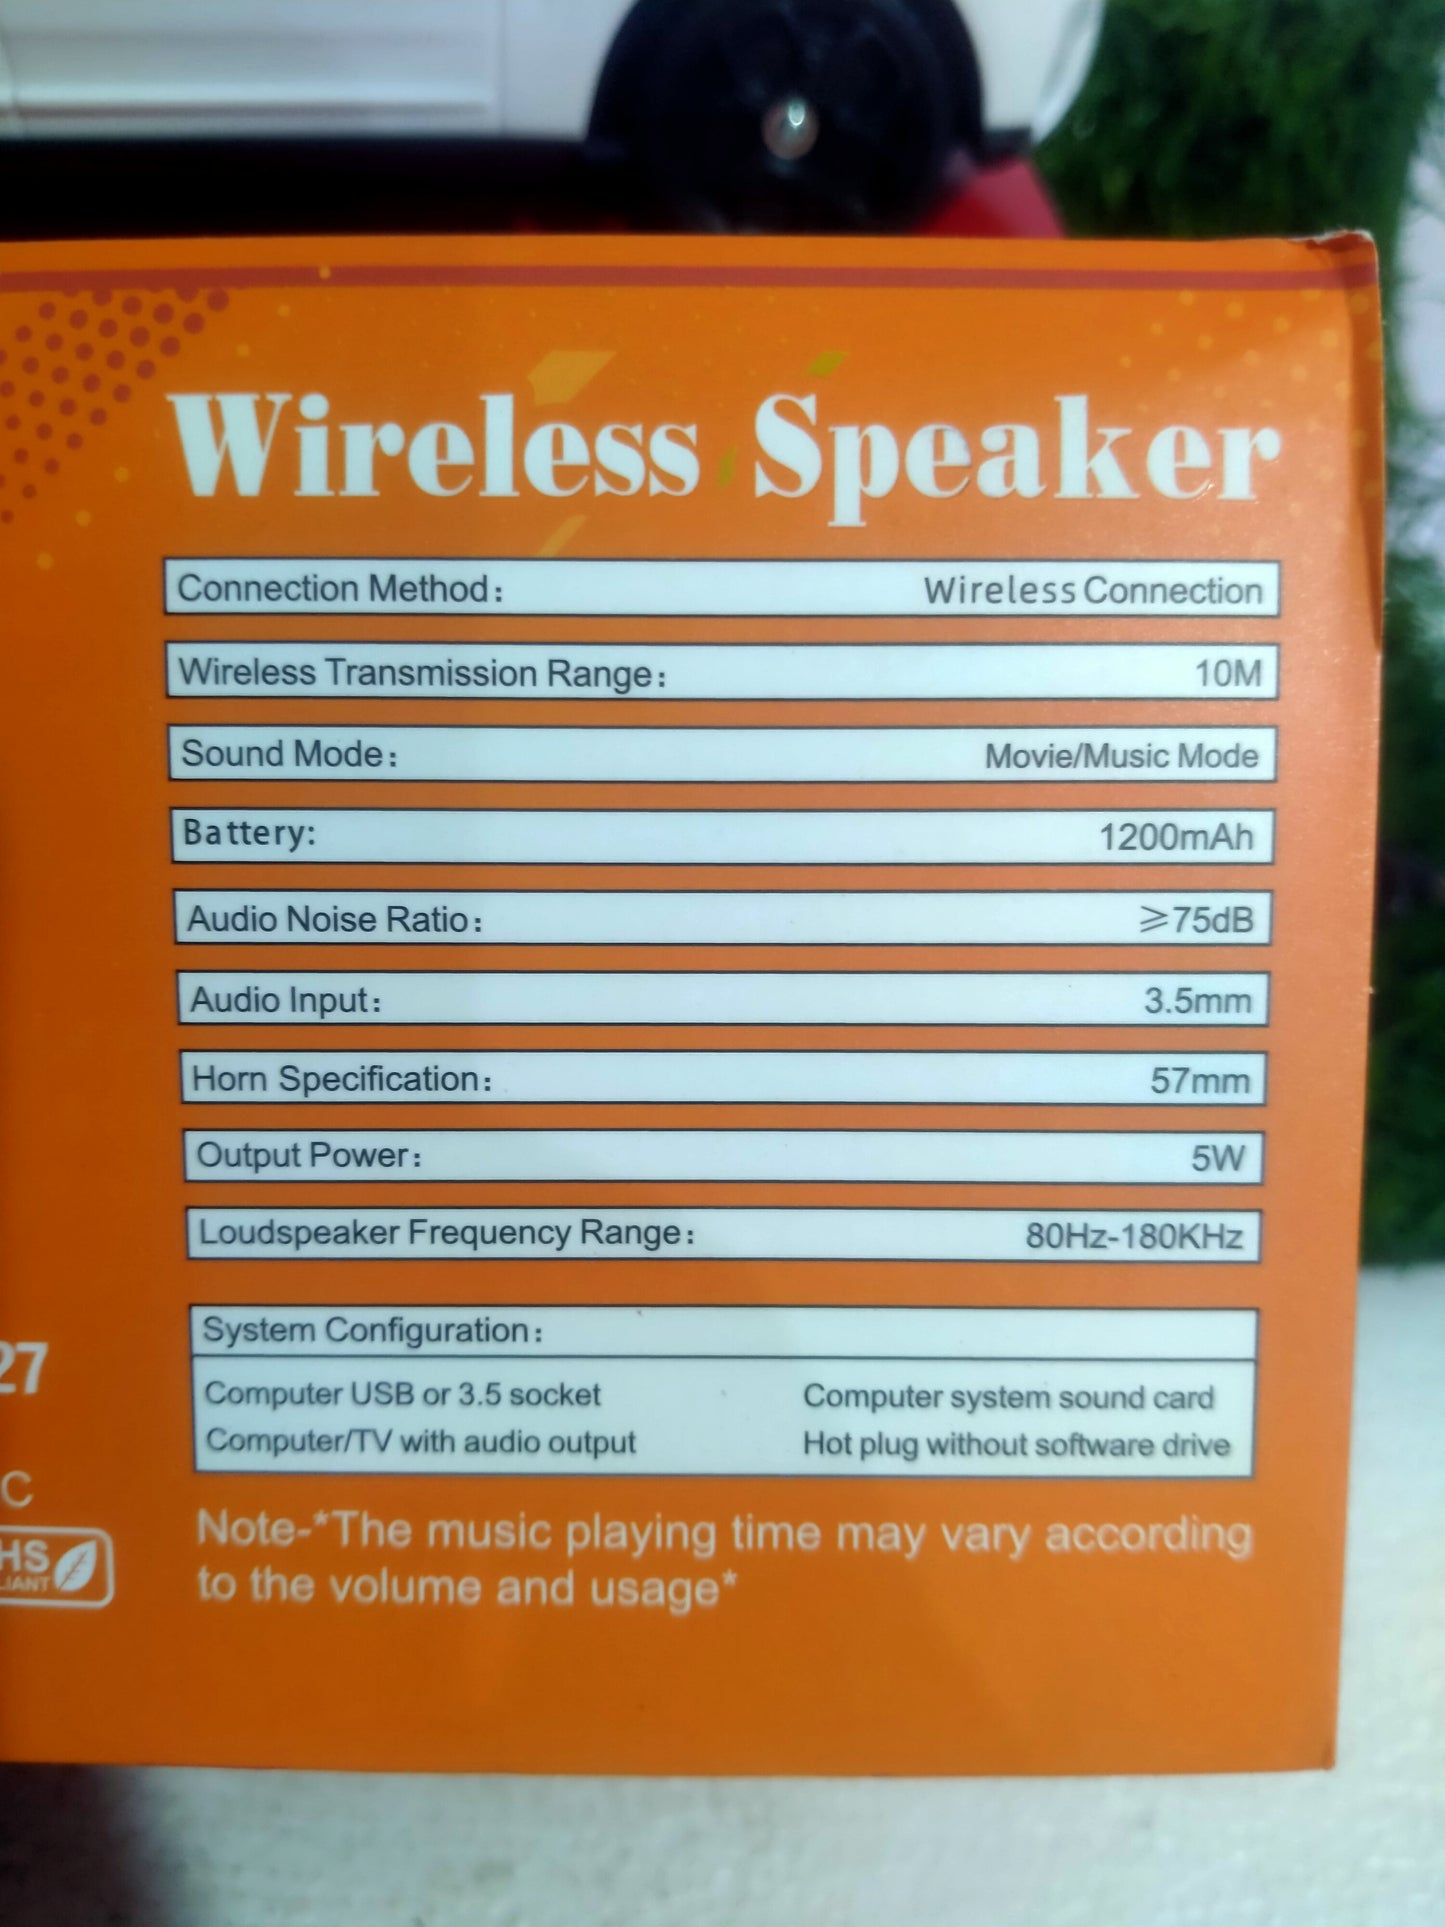 Wireless Speaker
Connection Method: Wireless Connection
Wireless Transmission Range: 10M
Sound Mode: Movie/Music Mode
Battery: 1200mAh
Audio Noise Ratio: ⩾75dB
Audio Input: 3.5mm
Horn Specification: 57mm
Output Power: 5W
Loudspeaker Frequency Range: 80Hz-180KHz
System Configuration:
Computer USB or 3.5 socket Computer system sound card
Computer/TV with audio output Hot plug without software drive
Note-*The music playing time may vary according
to the volume and usage*
27
C
HS